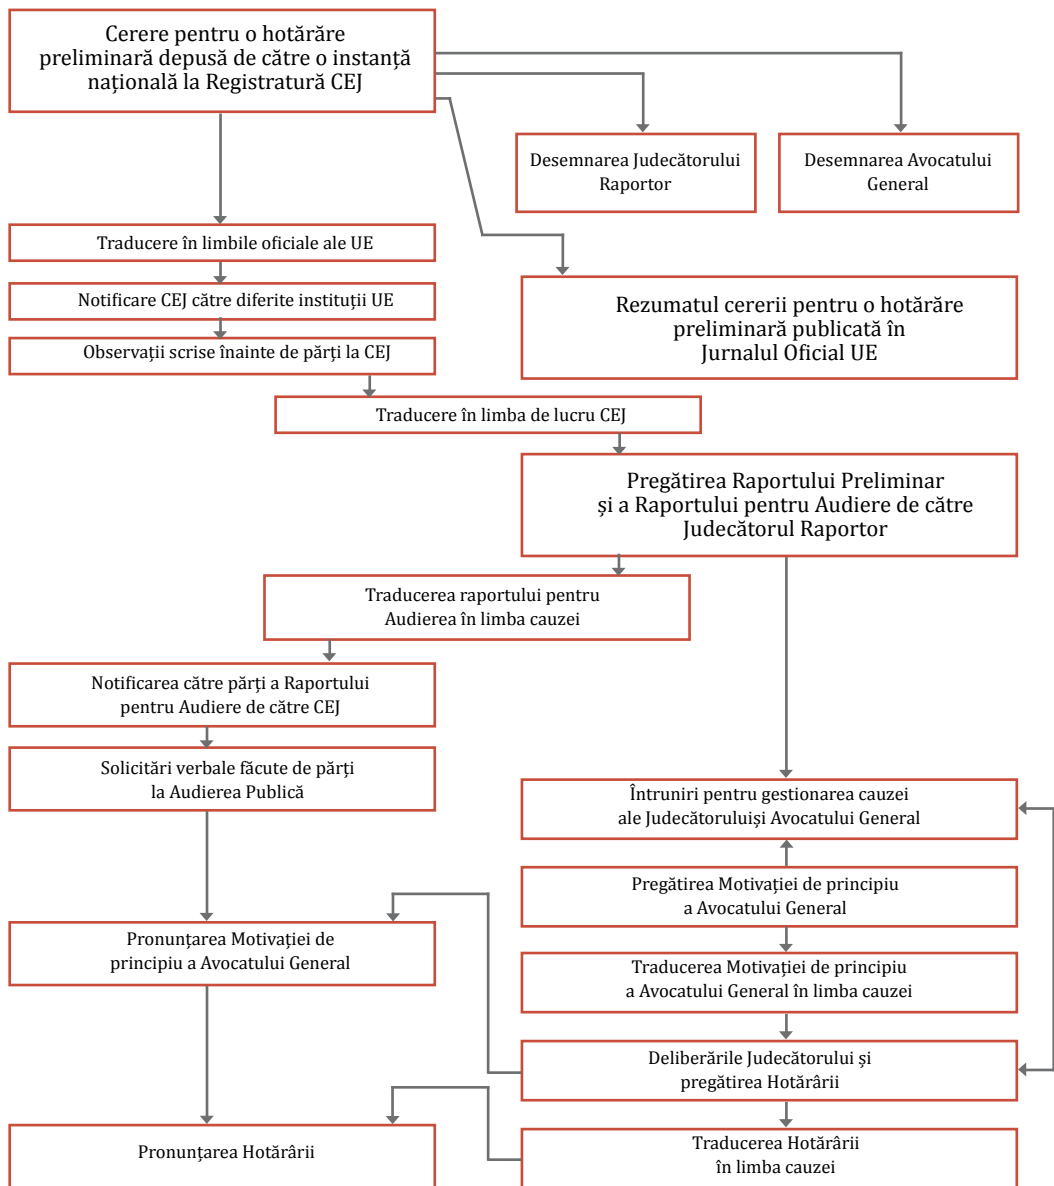 Cerere pentru o hotărăre
preliminară depusă de către o instanță
națională la Registratură CEJ
Desemnarea Judecătorului
Raportor
Desemnarea Avocatului
General
Traducere în limbile oficiale ale UE
Notificare CEJ către diferite instituții UE
Observații scrise înainte de părți la CEJ
Rezumatul cererii pentru o hotărăre
preliminară publicată în
Jurnalul Oficial UE
Traducere în limba de lucru CEJ
Pregătirea Raportului Preliminar
și a Raportului pentru Audiere de către
Judecătorul Raportor
Traducerea raportului pentru
Audierea în limba cauzei
Notificarea către părți a Raportului
pentru Audiere de către CEJ
Solicitări verbale făcute de părți
la Audierea Publică
Întruniri pentru gestionarea cauzei
ale Judecătoruluiși Avocatului General
Pregătirea Motivației de principiu
a Avocatului General
Pronunțarea Motivației de
principiu a Avocatului General
Traducerea Motivației de principiu
a Avocatului General în limba cauzei
Deliberările Judecătorului și
pregătirea Hotărârii
Pronunțarea Hotărârii
Traducerea Hotărârii
în limba cauzei